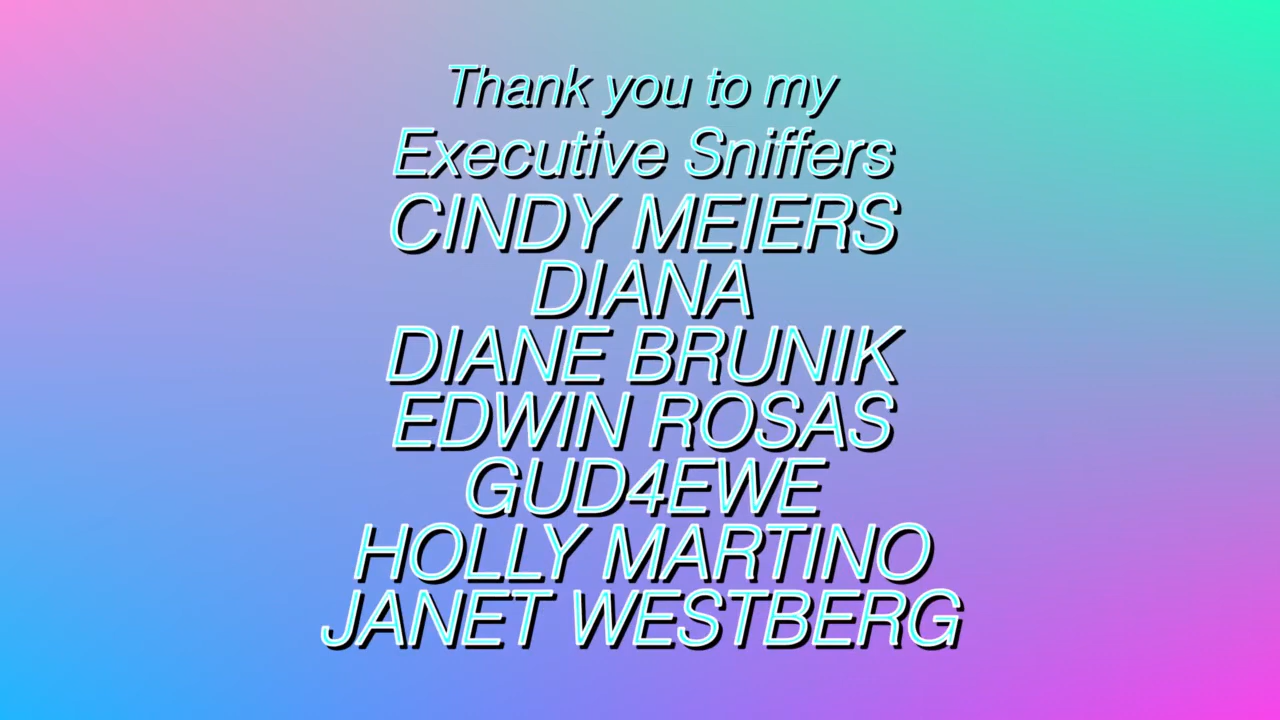 Thank you to my
Executive Sniffers
CINDY MEIERS
DIANA
DIANE BRUNIK
EDWIN ROSAS
GUD4EWE
HOLLY MARTINO
JANET WESTBERG